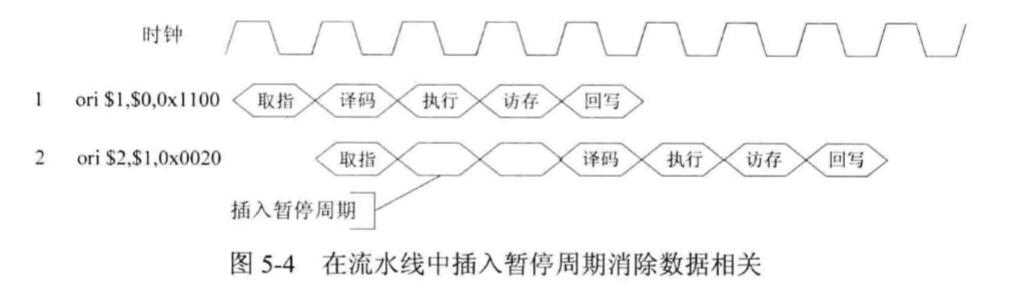 时钟
1 ori $1,$0,0x1100 取指 译码 执行 访存 回写
2 ori $2,$1,0x0020 取指 译码 执行 访存 回写
插入暂停周期
图 5-4 在流水线中插入暂停周期消除数据相关